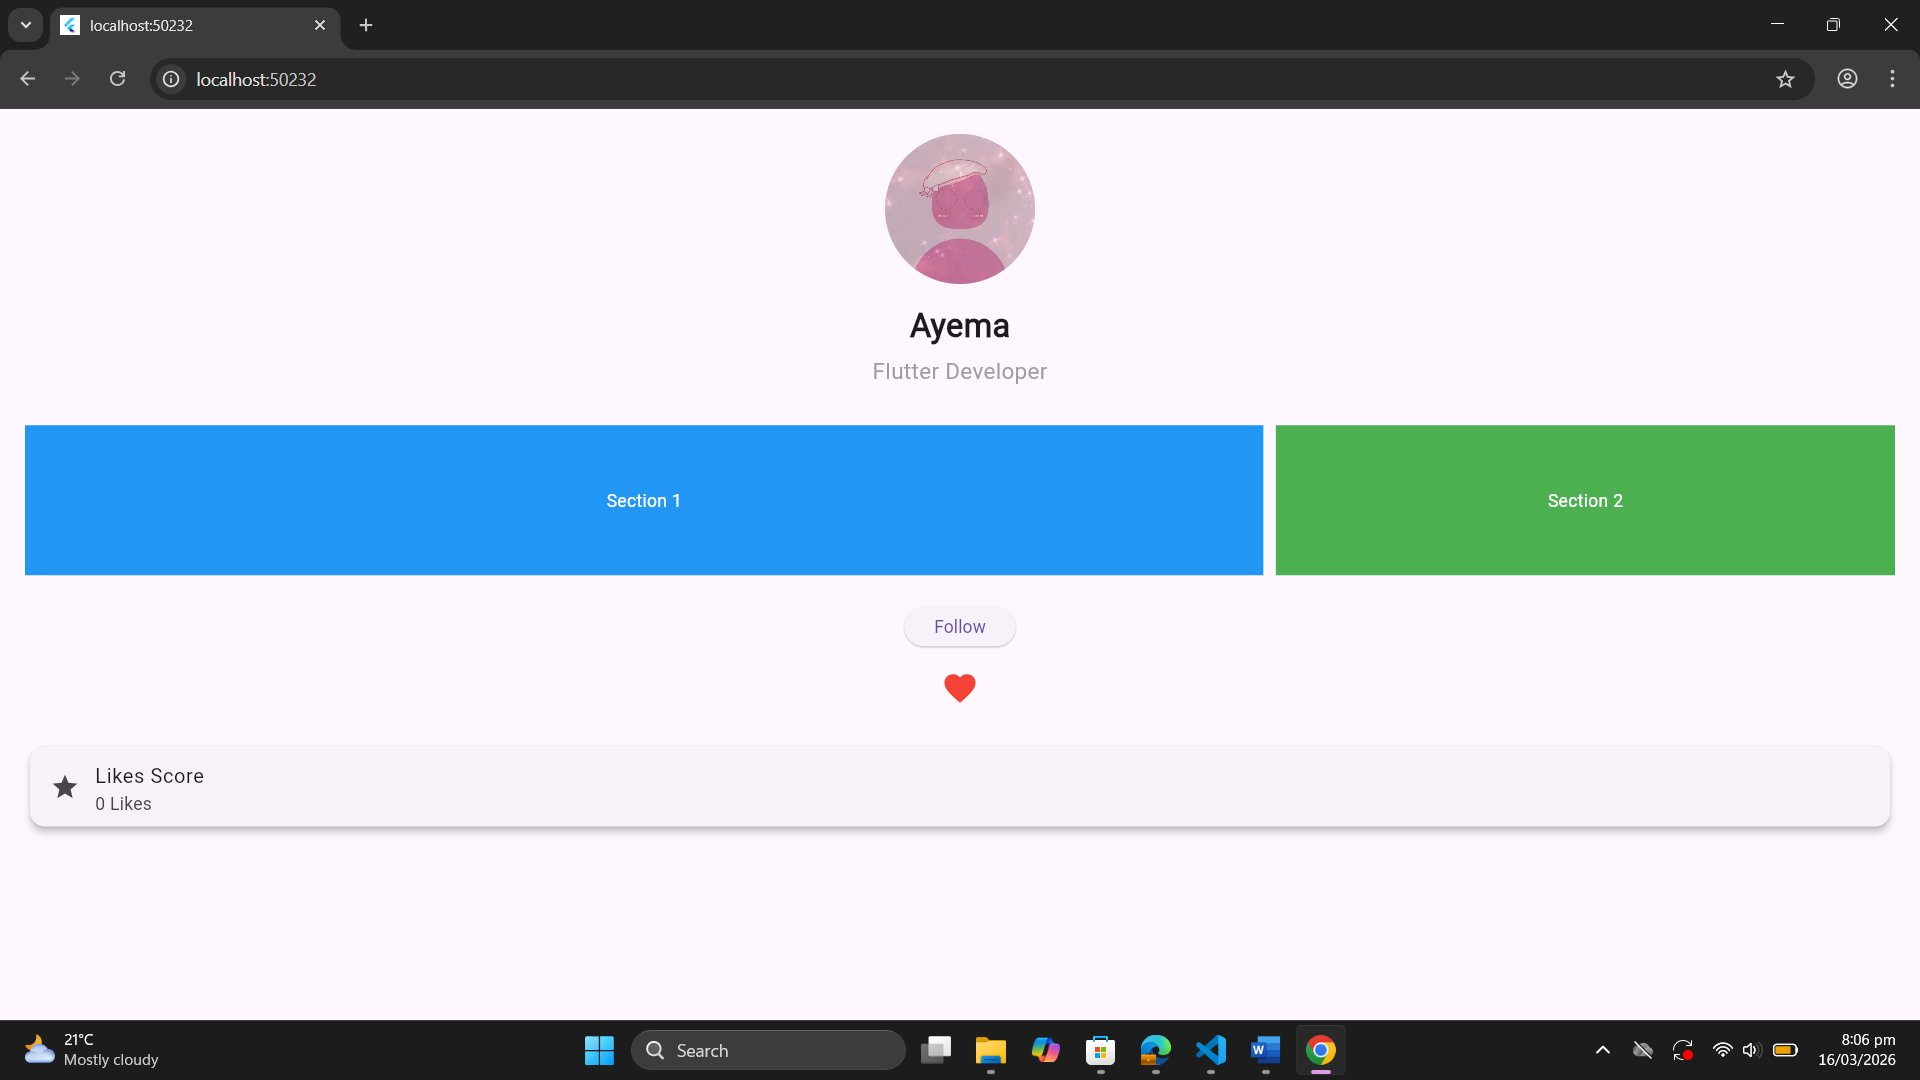 localhost:50232
localhost:50232
Ayema
Flutter Developer
Section 1
Section 2
Follow
Likes Score
0 Likes
21°C
Mostly cloudy
Search
W
8:06 pm
16/03/2026